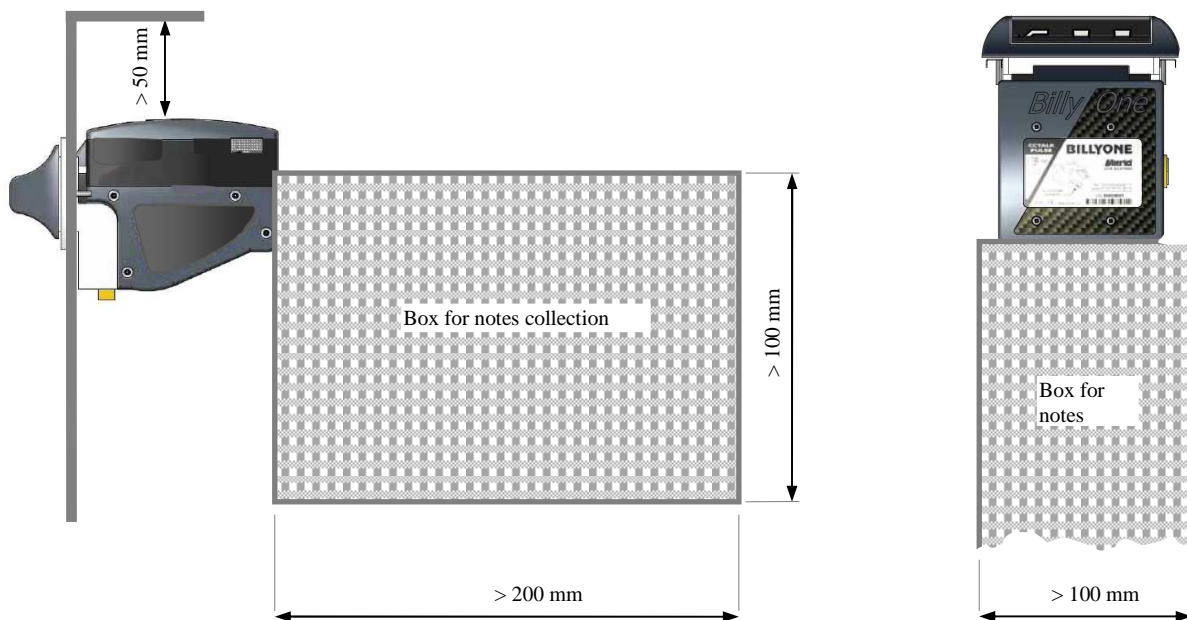 > 50 mm
Billy One
CCTALK
PULSE
BILLYONE
Box for notes collection
> 100 mm
Box for
notes
> 200 mm
> 100 mm